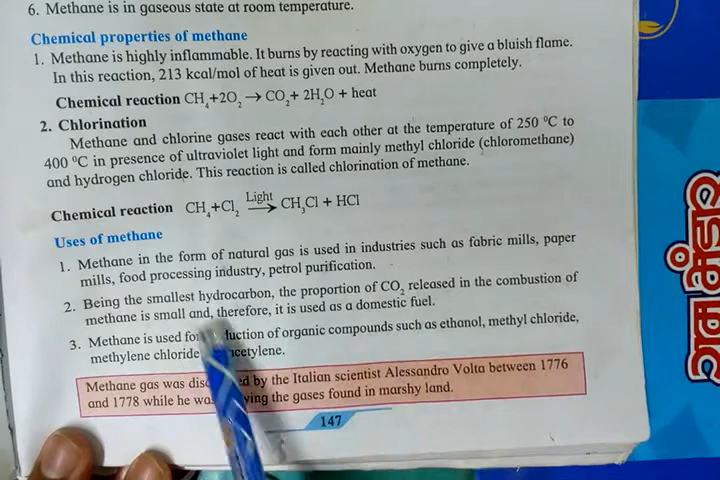 6. Methane is in gaseous state at room temperature.
Chemical properties of methane
1. Methane is highly inflammable. It burns by reacting with oxygen to give a bluish flame.
In this reaction, 213 kcal/mol of heat is given out. Methane burns completely.
Chemical reaction CH₄+2O₂ → CO₂+ 2H₂O + heat
2. Chlorination
Methane and chlorine gases react with each other at the temperature of 250 ⁰C to
400 ⁰C in presence of ultraviolet light and form mainly methyl chloride (chloromethane)
and hydrogen chloride. This reaction is called chlorination of methane.
Chemical reaction CH₄+Cl₂ Light → CH₃Cl + HCl
Uses of methane
1. Methane in the form of natural gas is used in industries such as fabric mills, paper
mills, food processing industry, petrol purification.
2. Being the smallest hydrocarbon, the proportion of CO₂ released in the combustion of
methane is small and, therefore, it is used as a domestic fuel.
3. Methane is used for duction of organic compounds such as ethanol, methyl chloride,
methylene chloride acetylene.
Methane gas was disc ed by the Italian scientist Alessandro Volta between 1776
and 1778 while he wa ying the gases found in marshy land.
147